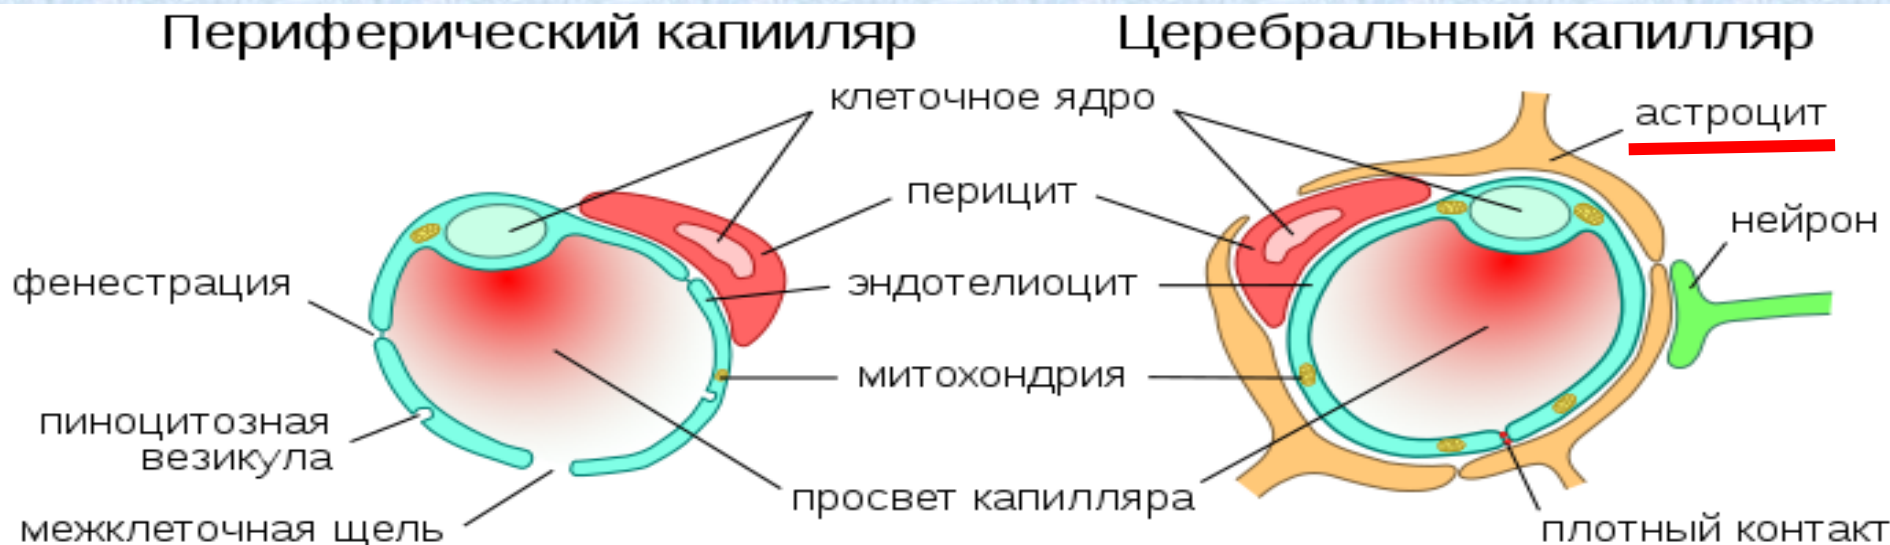 Периферический капииляр
Церебральный капилляр
клеточное ядро
астроцит
перицит
нейрон
фенестрация
эндотелиоцит
митохондрия
пиноцитозная
везикула
просвет капилляра
межклеточная щель
плотный контакт